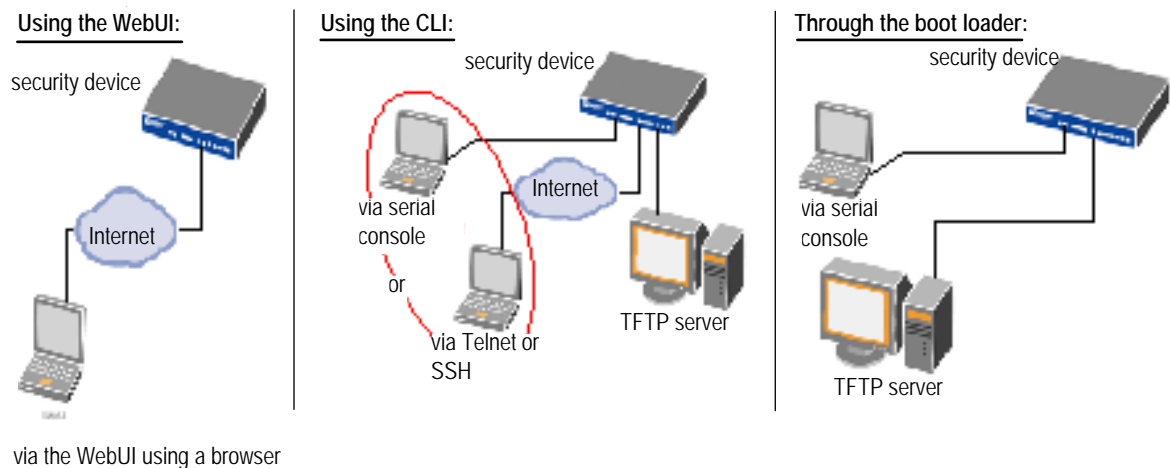 Using the WebUI:
security device
Internet
via the WebUI using a browser
Using the CLI:
security device
Internet
via serial
console
or
via Telnet or
SSH
TFTP server
Through the boot loader:
security device
via serial
console
TFTP server